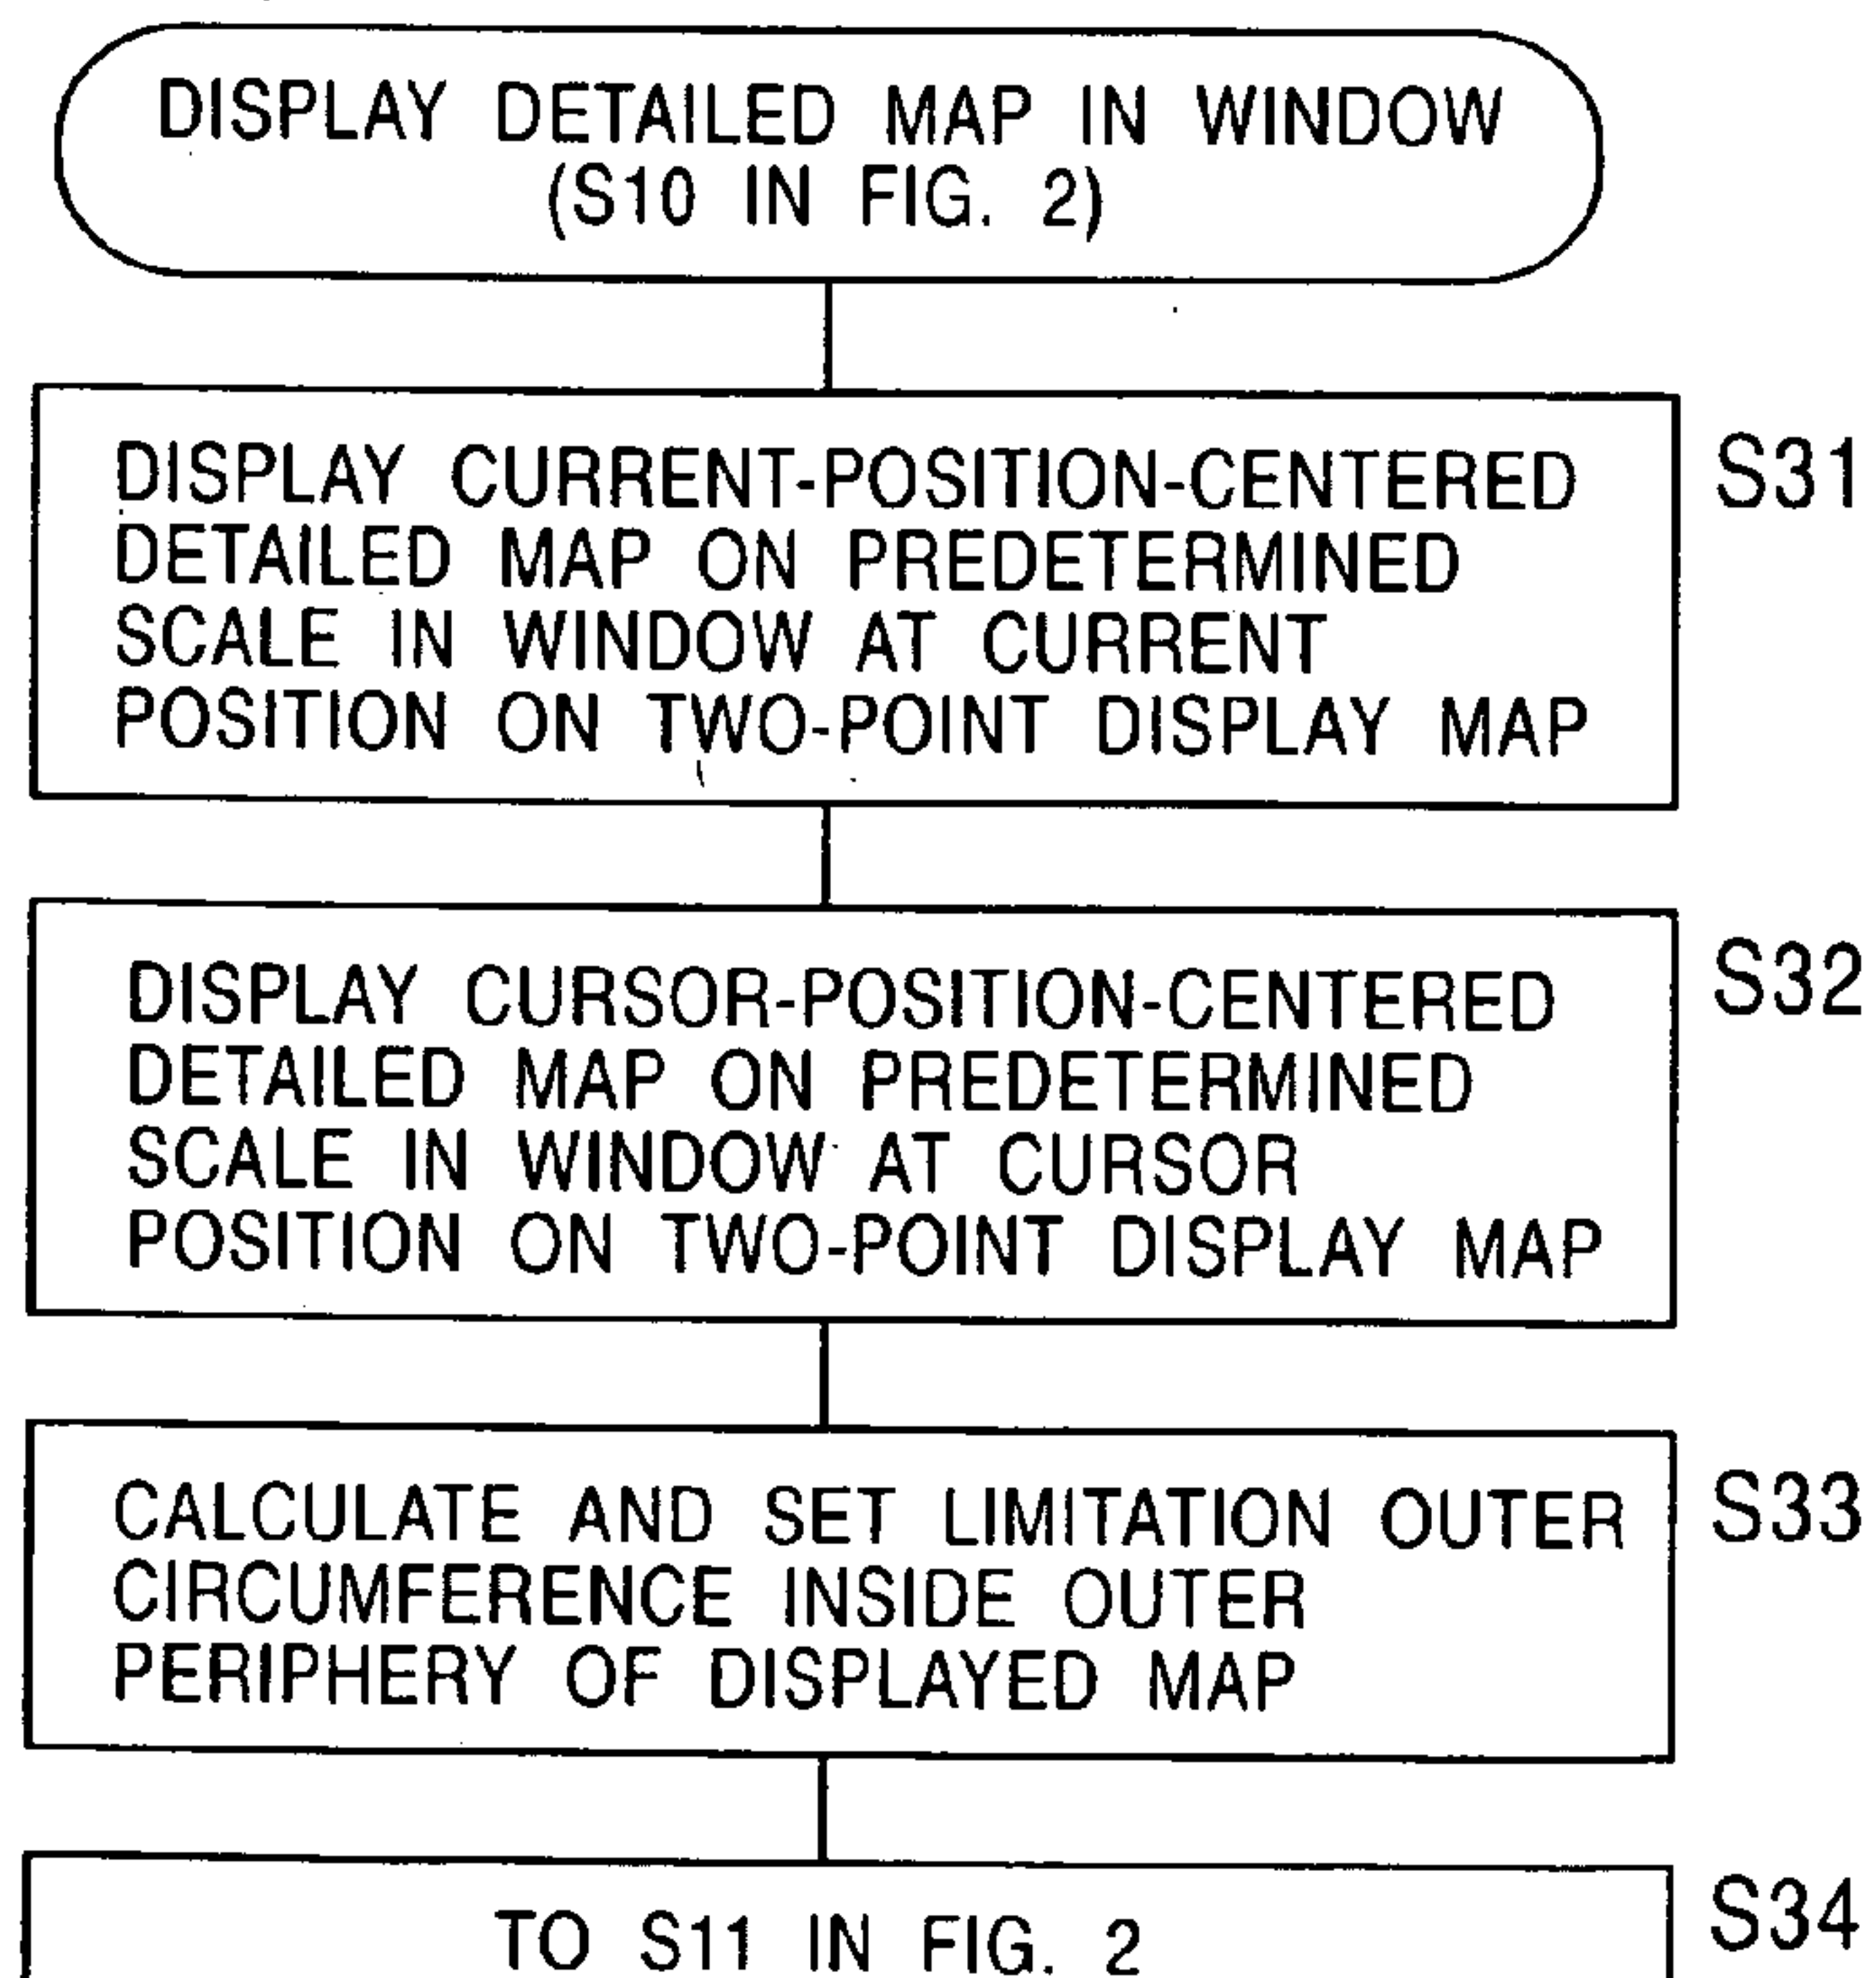 DISPLAY DETAILED MAP IN WINDOW
(S10 IN FIG. 2)
DISPLAY CURRENT-POSITION-CENTERED
DETAILED MAP ON PREDETERMINED
SCALE IN WINDOW AT CURRENT
POSITION ON TWO-POINT DISPLAY MAP
S31
DISPLAY CURSOR-POSITION-CENTERED
DETAILED MAP ON PREDETERMINED
SCALE IN WINDOW AT CURSOR
POSITION ON TWO-POINT DISPLAY MAP
S32
CALCULATE AND SET LIMITATION OUTER
CIRCUMFERENCE INSIDE OUTER
PERIPHERY OF DISPLAYED MAP
S33
TO S11 IN FIG. 2
S34